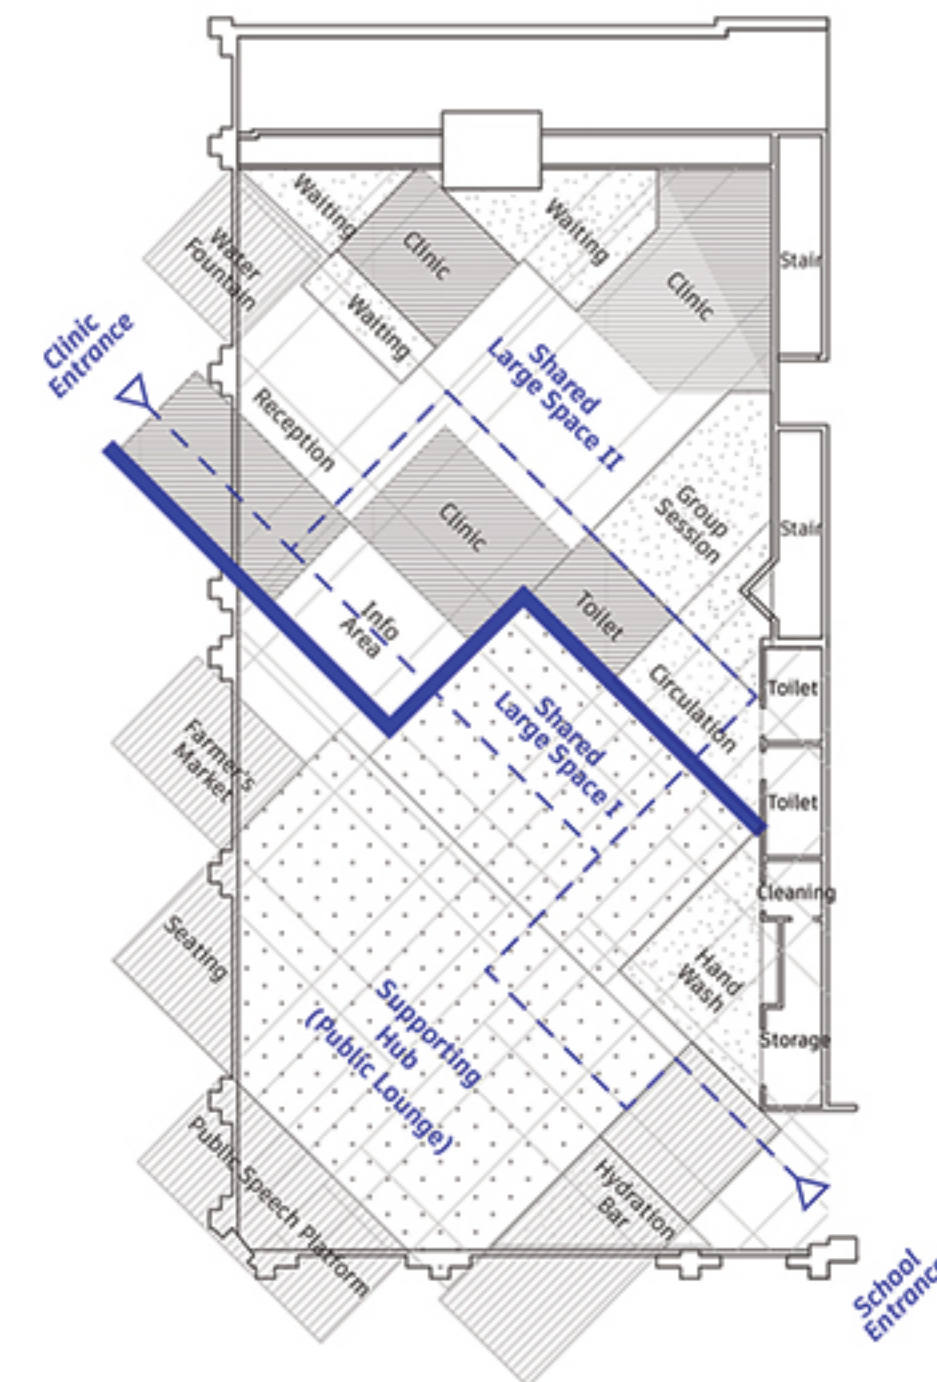 Waiting
Clinic
Waiting
Water
Fountain
Waiting
Clinic
Stair
Clinic
Entrance
Shared
Large Space II
Reception
Clinic
Group
Session
Stair
Info
Area
Toilet
Circulation
Toilet
Shared
Large Space I
Farmer's
Market
Toilet
Cleaning
Seating
Hand
Wash
Storage
Supporting
Hub
(Public Lounge)
Public Speech Platform
Hydration
Bar
School
Entrance